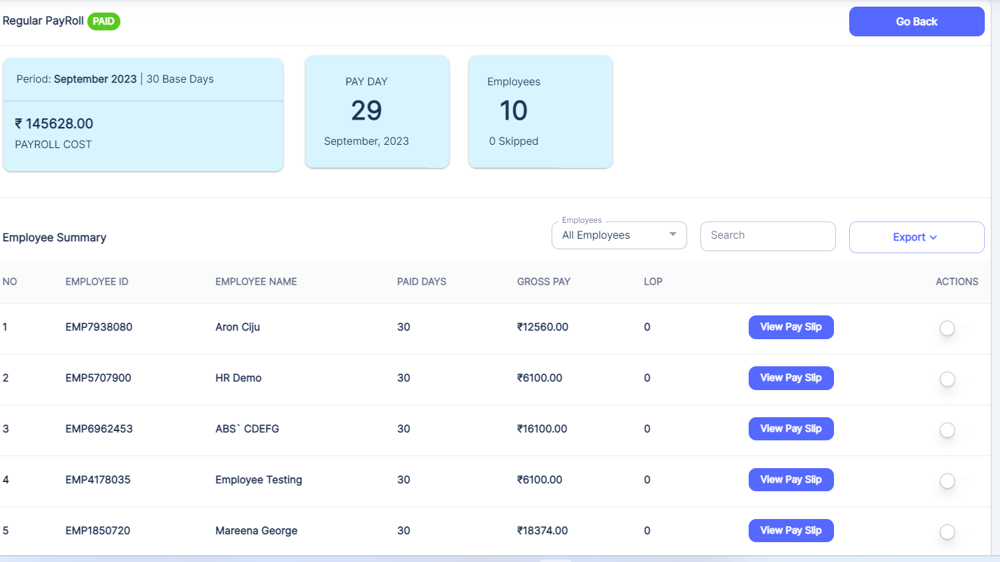 Regular PayRoll PAID
Go Back
Period: September 2023 | 30 Base Days
₹ 145628.00
PAYROLL COST
PAY DAY
29
September, 2023
Employees
10
0 Skipped
Employee Summary
Employees
All Employees
Search
Export
NO EMPLOYEE ID EMPLOYEE NAME PAID DAYS GROSS PAY LOP ACTIONS
1 EMP7938080 Aron Ciju 30 ₹12560.00 0 View Pay Slip
2 EMP5707900 HR Demo 30 ₹6100.00 0 View Pay Slip
3 EMP6962453 ABS` CDEFG 30 ₹16100.00 0 View Pay Slip
4 EMP4178035 Employee Testing 30 ₹6100.00 0 View Pay Slip
5 EMP1850720 Mareena George 30 ₹18374.00 0 View Pay Slip